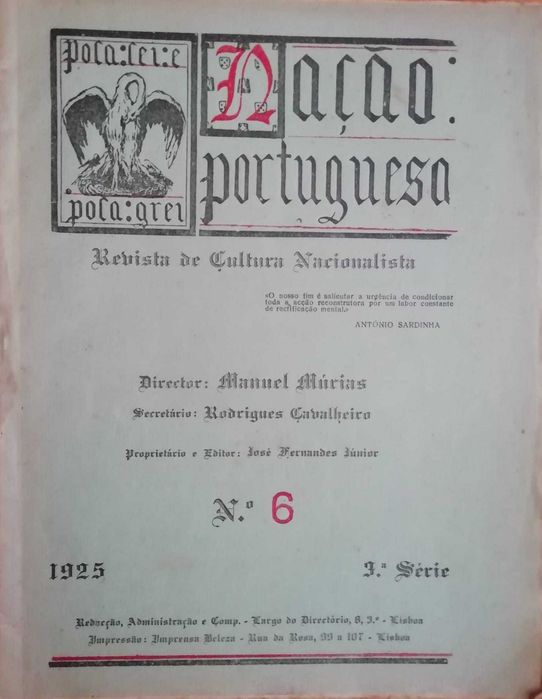 pola:lei:e
pola:grei
Nação:
portuguesa
Revista de Cultura Nacionalista
«O nosso fim é salientar a urgência de condicionar
toda a acção reconstrutora por um labor constante
de rectificação mental.»
ANTÓNIO SARDINHA
Director: Manuel Múrias
Secretário: Rodrigues Cavalheiro
Proprietário e Editor: José Fernandes Júnior
N.º 6
1925 3.ª Série
Redacção, Administração e Comp. - Largo do Directório, 8, 3.º - Lisboa
Impressão: Imprensa Beleza - Rua da Rosa, 99 a 107 - Lisboa